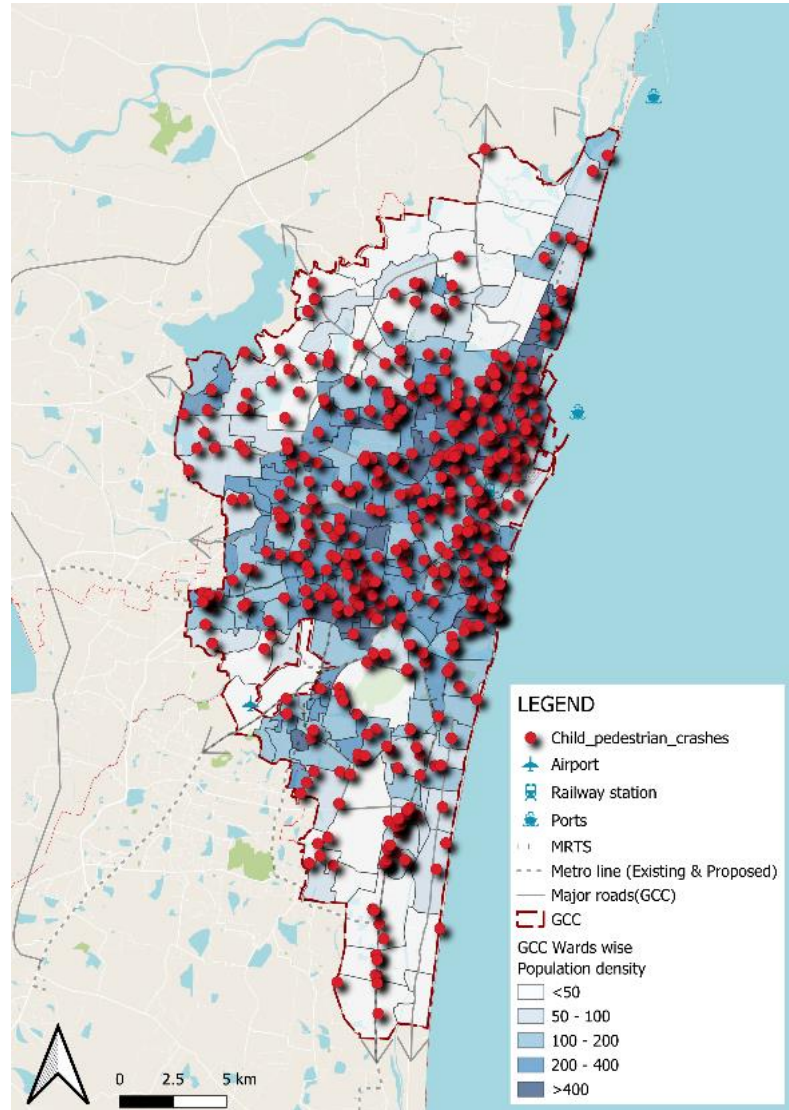 LEGEND
Child_pedestrian_crashes
Airport
Railway station
Ports
MRTS
Metro line (Existing & Proposed)
Major roads(GCC)
GCC
GCC Wards wise
Population density
<50
50 - 100
100 - 200
200 - 400
>400
0 2.5 5 km